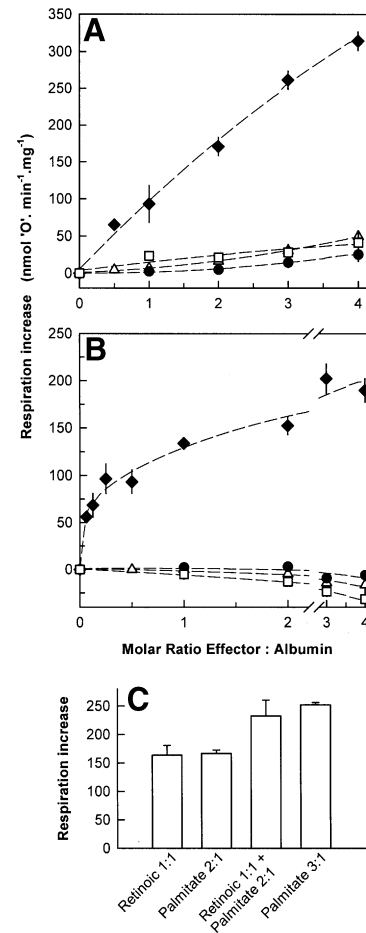 A
350
300
250
200
150
100
50
0
0 1 2 3 4
Respiration increase (nmol 'O'. min⁻¹.mg⁻¹)
B
250
200
150
100
50
0
0 1 2 3 4
Molar Ratio Effector : Albumin
C
Respiration increase
250
200
150
100
50
0
Retinoic 1:1
Palmitate 2:1
Retinoic 1:1 +
Palmitate 2:1
Palmitate 3:1